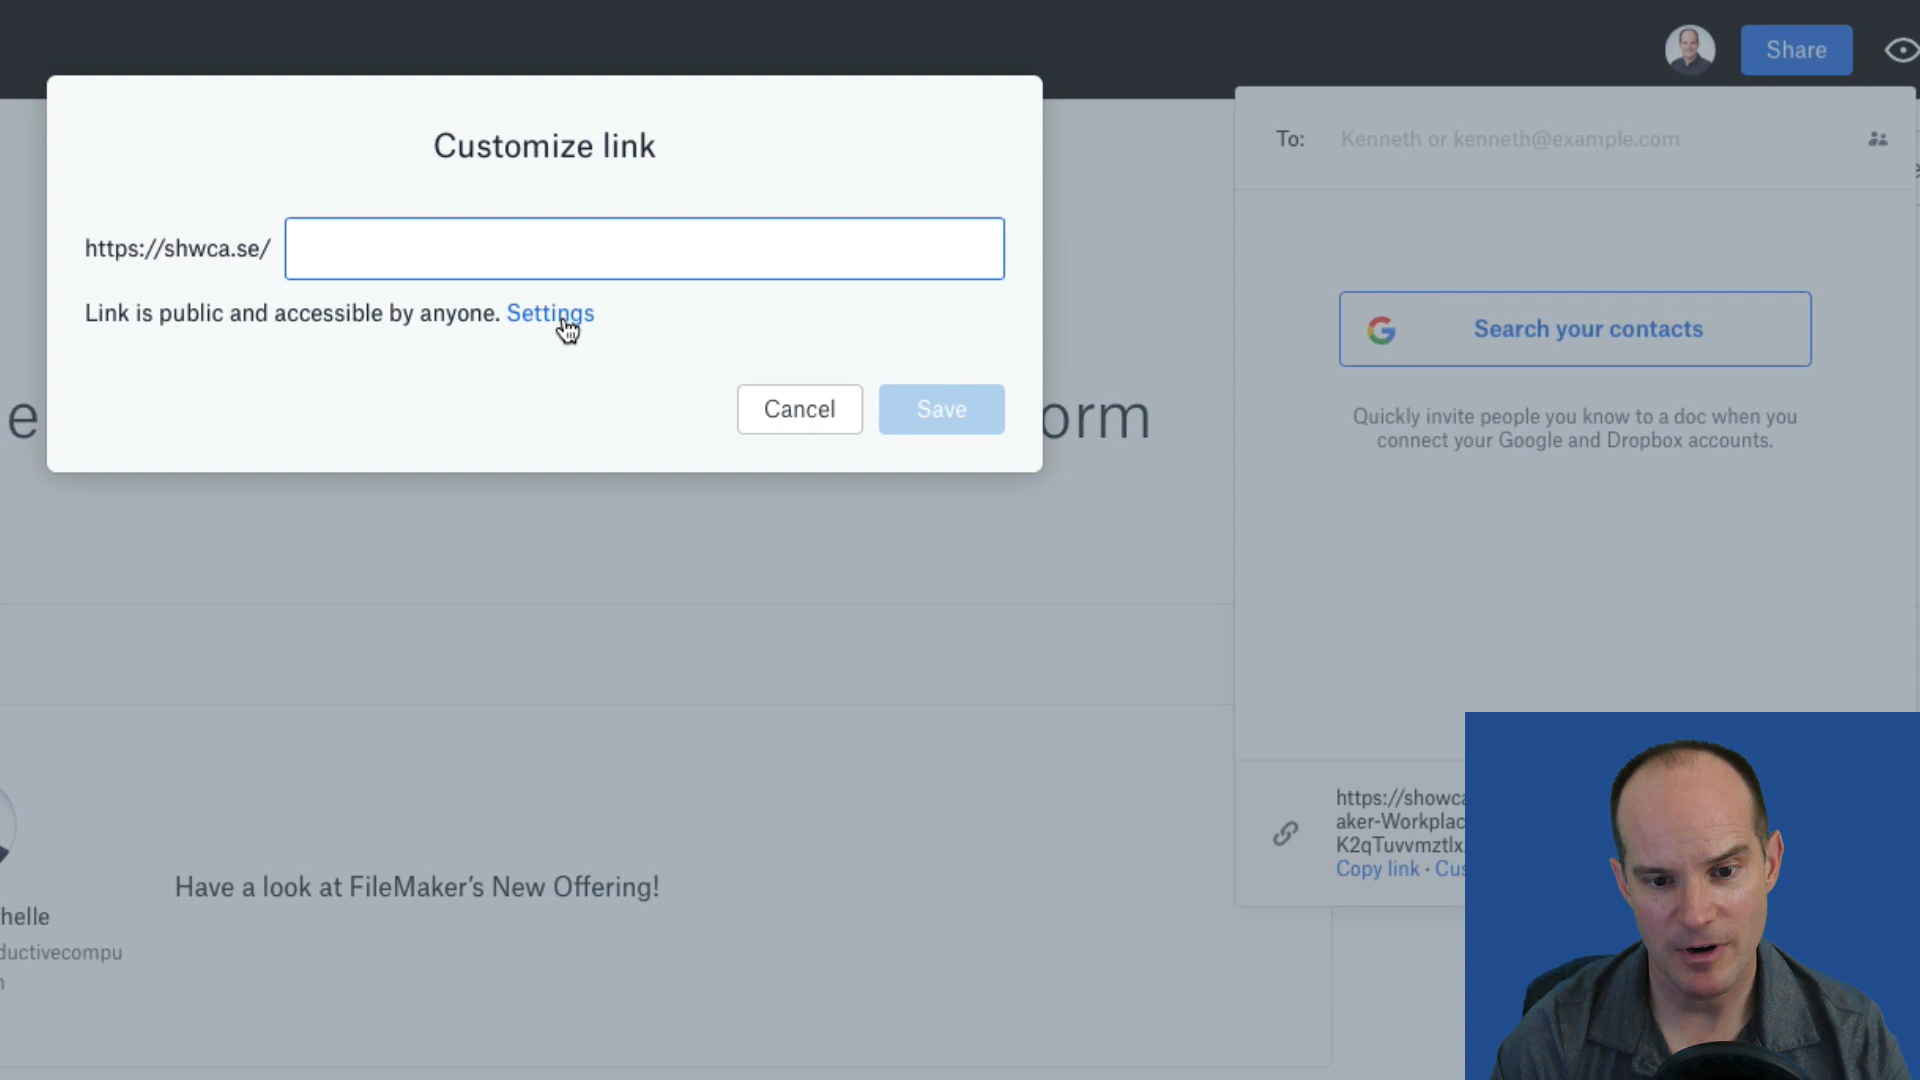 Share
Customize link
To: Kenneth or kenneth@example.com
https://shwca.se/
Link is public and accessible by anyone. Settings
Search your contacts
Cancel Save
Quickly invite people you know to a doc when you
connect your Google and Dropbox accounts.
e
orm
https://showca
aker-Workplac
K2qTuvvmztlx
Copy link · Cus
Have a look at FileMaker’s New Offering!
helle
ductivecompu